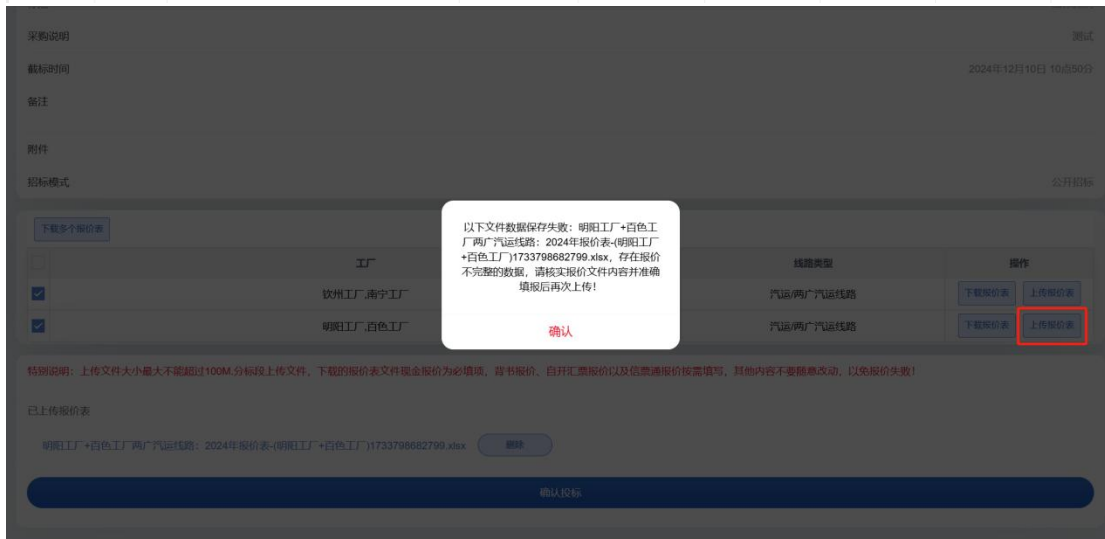 采购说明 测试
截标时间 2024年12月10日 10点50分
备注
附件
招标模式 公开招标
下载多个报价表
以下文件数据保存失败：明阳工厂+百色工
厂两广汽运线路：2024年报价表-(明阳工厂
+百色工厂)1733798682799.xlsx，存在报价
不完整的数据，请核实报价文件内容并准确
填报后再次上传！
确认
工厂 线路类型 操作
钦州工厂,南宁工厂 汽运/两广汽运线路 下载报价表 上传报价表
明阳工厂,百色工厂 汽运/两广汽运线路 下载报价表 上传报价表
特别说明：上传文件大小最大不能超过100M,分标段上传文件，下载的报价表文件现金报价为必填项，背书报价、自开汇票报价以及信票通报价按需填写，其他内容不要随意改动，以免报价失败！
已上传报价表
明阳工厂+百色工厂两广汽运线路：2024年报价表-(明阳工厂+百色工厂)1733798682799.xlsx 删除
确认投标